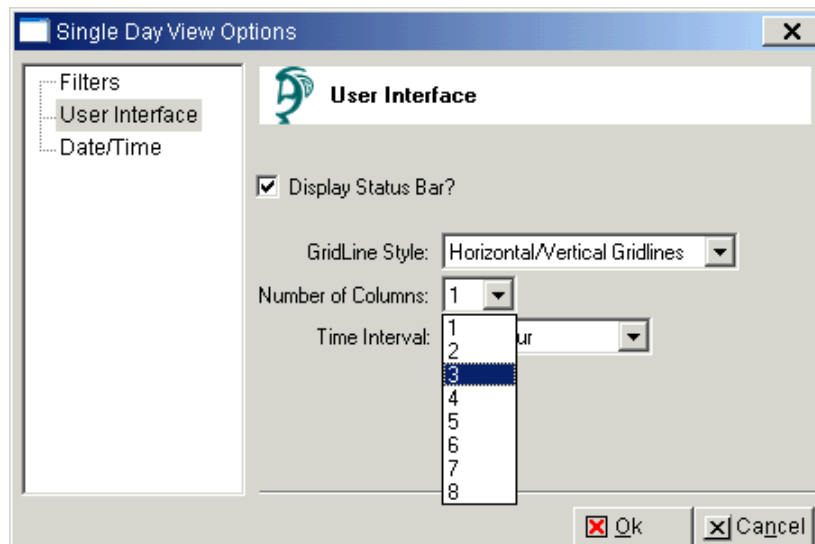 Single Day View Options
Filters
User Interface
Date/Time
User Interface
Display Status Bar?
GridLine Style: Horizontal/Vertical Gridlines
Number of Columns: 1
Time Interval: ur
1
2
3
4
5
6
7
8
Ok
Cancel